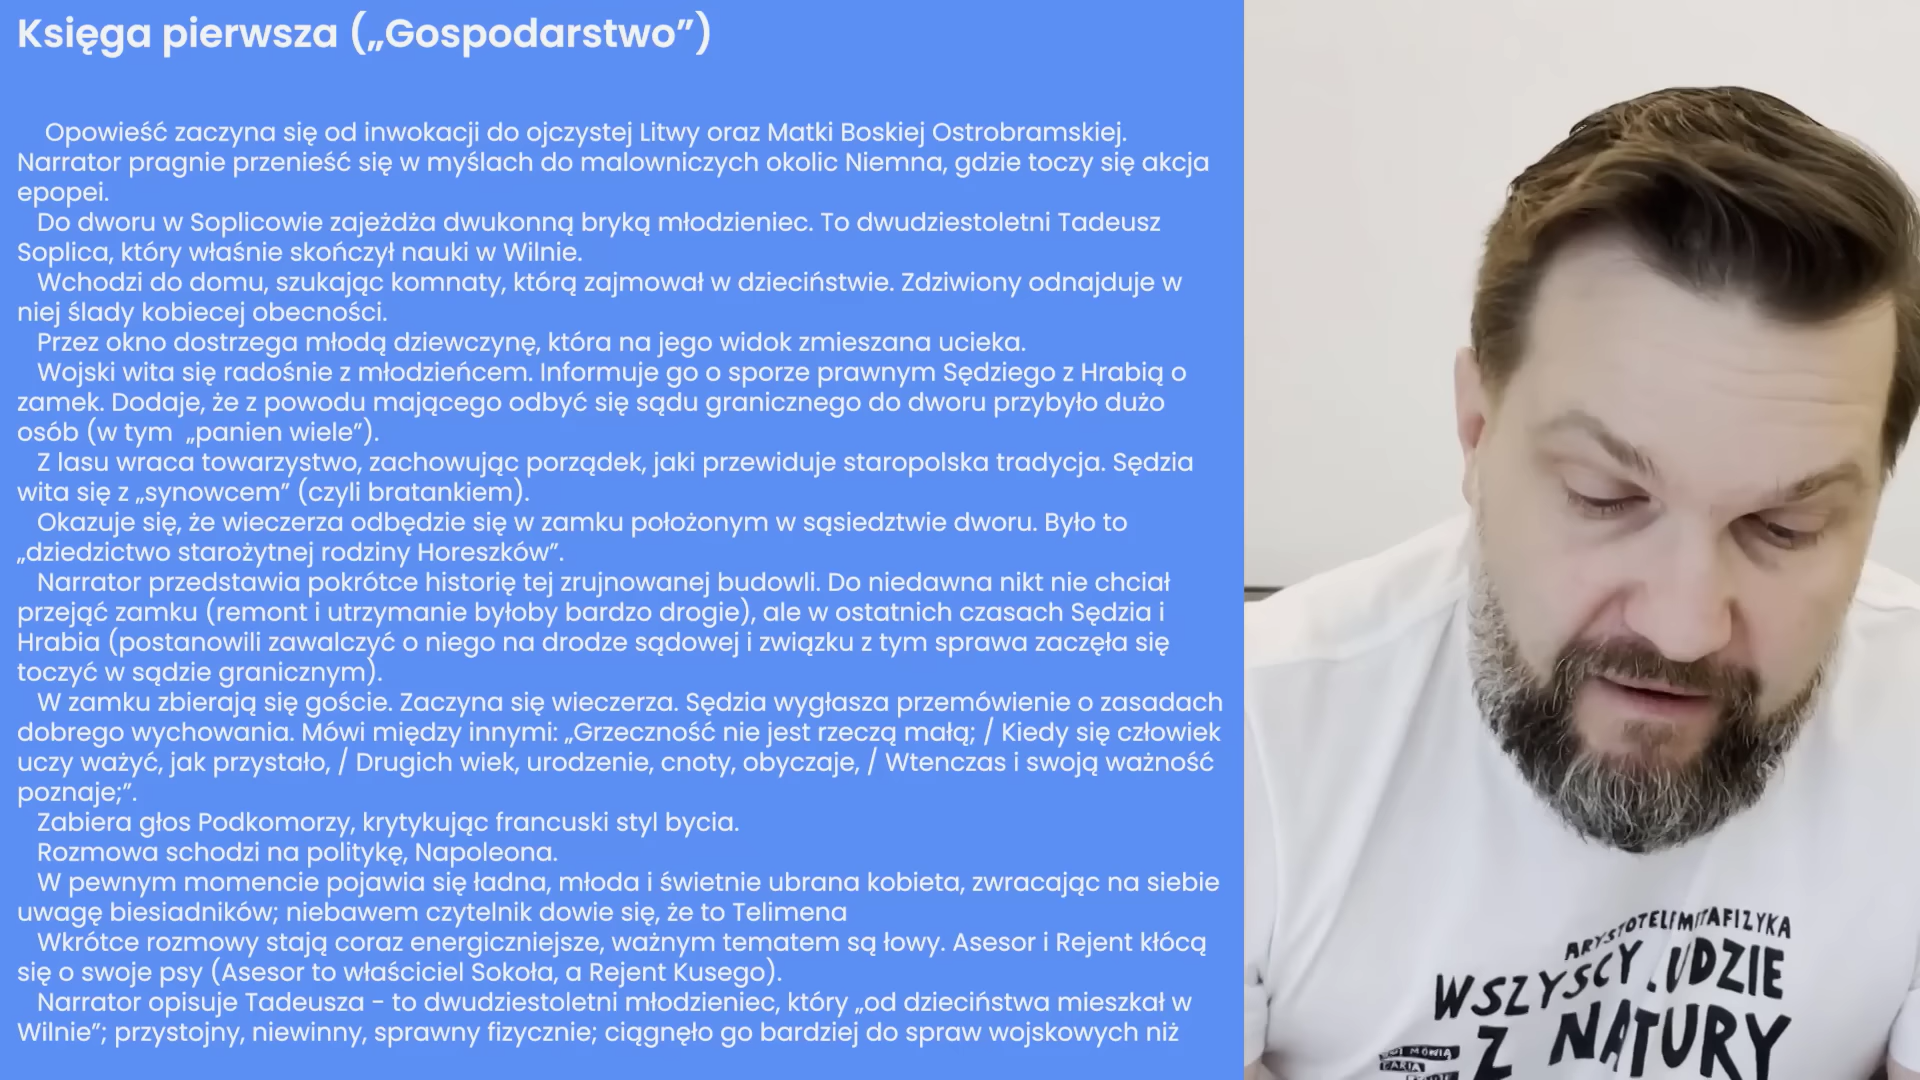 Księga pierwsza („Gospodarstwo”)
Opowieść zaczyna się od inwokacji do ojczystej Litwy oraz Matki Boskiej Ostrobramskiej.
Narrator pragnie przenieść się w myślach do malowniczych okolic Niemna, gdzie toczy się akcja
epopei.
Do dworu w Soplicowie zajeżdża dwukonną bryką młodzieniec. To dwudziestoletni Tadeusz
Soplica, który właśnie skończył nauki w Wilnie.
Wchodzi do domu, szukając komnaty, którą zajmował w dzieciństwie. Zdziwiony odnajduje w
niej ślady kobiecej obecności.
Przez okno dostrzega młodą dziewczynę, która na jego widok zmieszana ucieka.
Wojski wita się radośnie z młodzieńcem. Informuje go o sporze prawnym Sędziego z Hrabią o
zamek. Dodaje, że z powodu mającego odbyć się sądu granicznego do dworu przybyło dużo
osób (w tym „panien wiele”).
Z lasu wraca towarzystwo, zachowując porządek, jaki przewiduje staropolska tradycja. Sędzia
wita się z „synowcem” (czyli bratankiem).
Okazuje się, że wieczerza odbędzie się w zamku położonym w sąsiedztwie dworu. Było to
„dziedzictwo starożytnej rodziny Horeszków”.
Narrator przedstawia pokrótce historię tej zrujnowanej budowli. Do niedawna nikt nie chciał
przejąć zamku (remont i utrzymanie byłoby bardzo drogie), ale w ostatnich czasach Sędzia i
Hrabia (postanowili zawalczyć o niego na drodze sądowej i związku z tym sprawa zaczęła się
toczyć w sądzie granicznym).
W zamku zbierają się goście. Zaczyna się wieczerza. Sędzia wygłasza przemówienie o zasadach
dobrego wychowania. Mówi między innymi: „Grzeczność nie jest rzeczą małą; / Kiedy się człowiek
uczy ważyć, jak przystało, / Drugich wiek, urodzenie, cnoty, obyczaje, / Wtenczas i swoją ważność
poznaje;”.
Zabiera głos Podkomorzy, krytykując francuski styl bycia.
Rozmowa schodzi na politykę, Napoleona.
W pewnym momencie pojawia się ładna, młoda i świetnie ubrana kobieta, zwracając na siebie
uwagę biesiadników; niebawem czytelnik dowie się, że to Telimena
Wkrótce rozmowy stają coraz energiczniejsze, ważnym tematem są łowy. Asesor i Rejent kłócą
się o swoje psy (Asesor to właściciel Sokoła, a Rejent Kusego).
Narrator opisuje Tadeusza - to dwudziestoletni młodzieniec, który „od dzieciństwa mieszkał w
Wilnie”; przystojny, niewinny, sprawny fizycznie; ciągnęło go bardziej do spraw wojskowych niż
WSZYSCY
Z NATURY